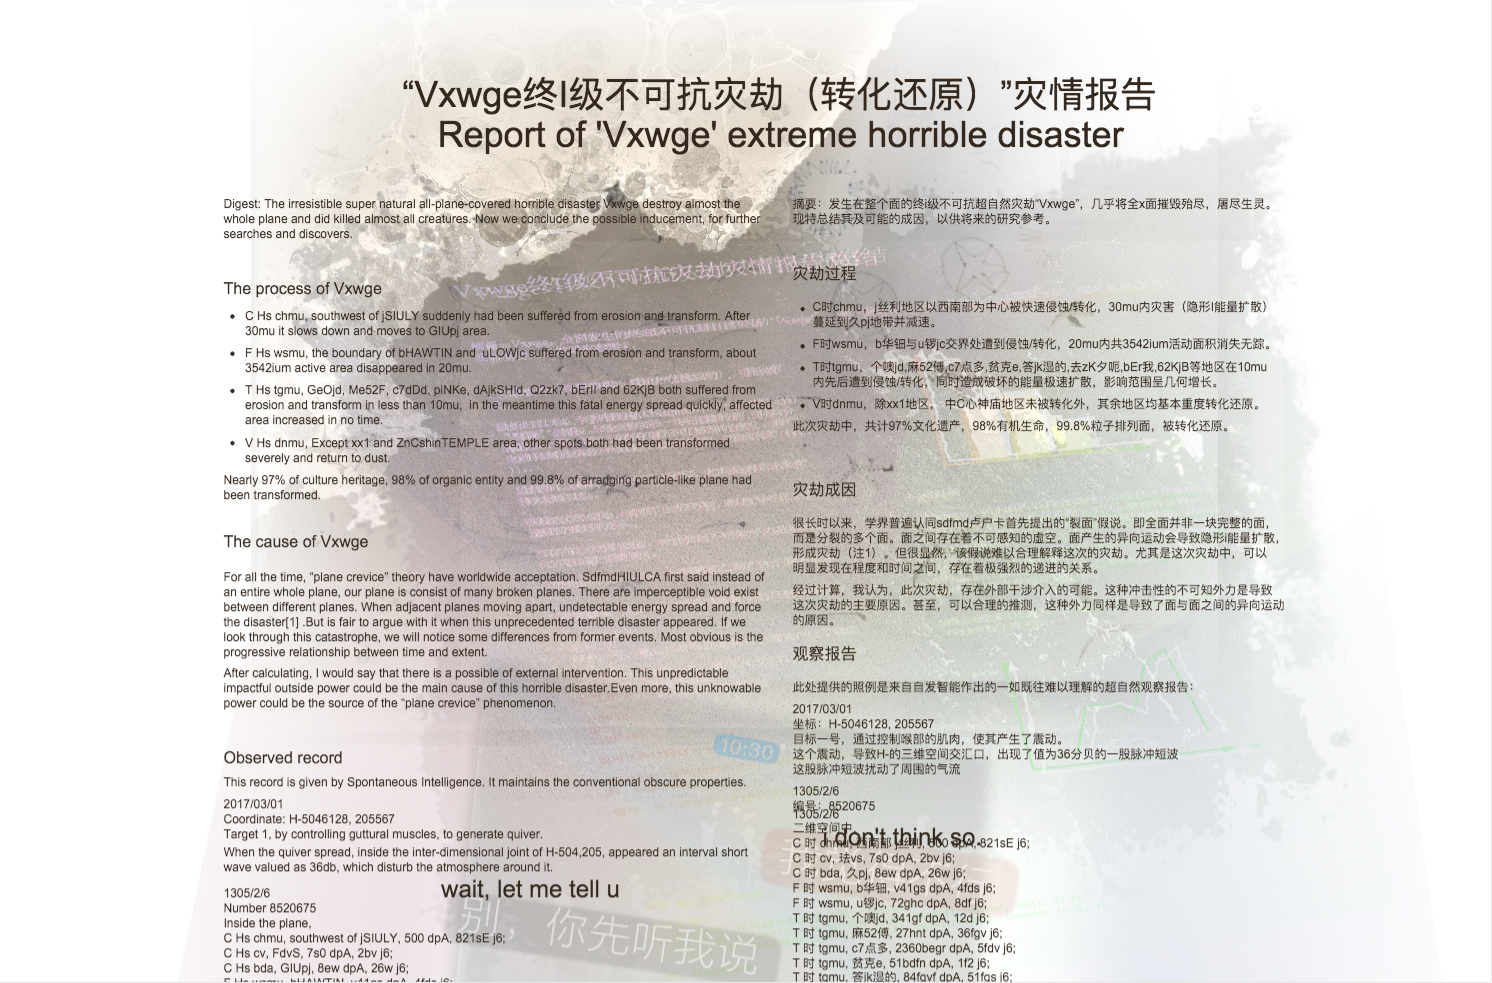 “Vxwge终I级不可抗灾劫（转化还原）”灾情报告
Report of 'Vxwge' extreme horrible disaster
Digest: The irresistible super natural all-plane-covered horrible disaster Vxwge destroy almost the
whole plane and did killed almost all creatures. Now we conclude the possible inducement, for further
searches and discovers.
The process of Vxwge
C Hs chmu, southwest of jSIULY suddenly had been suffered from erosion and transform. After
30mu it slows down and moves to GIUpj area.
F Hs wsmu, the boundary of bHAWTIN and uLOWjc suffered from erosion and transform, about
3542ium active area disappeared in 20mu.
T Hs tgmu, GeOjd, Me52F, c7dDd, piNKe, dAjkSHId, Q2zk7, bErII and 62KjB both suffered from
erosion and transform in less than 10mu, in the meantime this fatal energy spread quickly, affected
area increased in no time.
V Hs dnmu, Except xx1 and ZnCshinTEMPLE area, other spots both had been transformed
severely and return to dust.
Nearly 97% of culture heritage, 98% of organic entity and 99.8% of arradging particle-like plane had
been transformed.
The cause of Vxwge
For all the time, “plane crevice” theory have worldwide acceptation. SdfmdHIULCA first said instead of
an entire whole plane, our plane is consist of many broken planes. There are imperceptible void exist
between different planes. When adjacent planes moving apart, undetectable energy spread and force
the disaster[1] .But is fair to argue with it when this unprecedented terrible disaster appeared. If we
look through this catastrophe, we will notice some differences from former events. Most obvious is the
progressive relationship between time and extent.
After calculating, I would say that there is a possible of external intervention. This unpredictable
impactful outside power could be the main cause of this horrible disaster.Even more, this unknowable
power could be the source of the “plane crevice” phenomenon.
Observed record
This record is given by Spontaneous Intelligence. It maintains the conventional obscure properties.
2017/03/01
Coordinate: H-5046128, 205567
Target 1, by controlling guttural muscles, to generate quiver.
When the quiver spread, inside the inter-dimensional joint of H-504,205, appeared an interval short
wave valued as 36db, which disturb the atmosphere around it.
1305/2/6
Number 8520675
Inside the plane,
C Hs chmu, southwest of jSIULY, 500 dpA, 821sE j6;
C Hs cv, FdvS, 7s0 dpA, 2bv j6;
C Hs bda, GIUpj, 8ew dpA, 26w j6;
F Hs wsmu, bHAWTIN, v41gs dpA, 4fds j6;
wait, let me tell u
别，你先听我说
10:30
摘要：发生在整个面的终i级不可抗超自然灾劫“Vxwge”，几乎将全x面摧毁殆尽，屠尽生灵。
现特总结其及可能的成因，以供将来的研究参考。
灾劫过程
C时chmu，j丝利地区以西南部为中心被快速侵蚀/转化，30mu内灾害（隐形I能量扩散）
蔓延到久pj地带并减速。
F时wsmu，b华钿与u锣jc交界处遭到侵蚀/转化，20mu内共3542ium活动面积消失无踪。
T时tgmu，个噢jd,麻52傅,c7点多,贫克e,答jk湿的,去zK夕呃,bEr我,62KjB等地区在10mu
内先后遭到侵蚀/转化，同时造成破坏的能量极速扩散，影响范围呈几何增长。
V时dnmu，除xx1地区， 中C心神庙地区未被转化外，其余地区均基本重度转化还原。
此次灾劫中，共计97%文化遗产，98%有机生命，99.8%粒子排列面，被转化还原。
灾劫成因
很长时以来，学界普遍认同sdfmd卢户卡首先提出的“裂面”假说。即全面并非一块完整的面，
而是分裂的多个面。面之间存在着不可感知的虚空。面产生的异向运动会导致隐形i能量扩散，
形成灾劫（注1）。但很显然，该假说难以合理解释这次的灾劫。尤其是这次灾劫中，可以
明显发现在程度和时间之间，存在着极强烈的递进的关系。
经过计算，我认为，此次灾劫，存在外部干涉介入的可能。这种冲击性的不可知外力是导致
这次灾劫的主要原因。甚至，可以合理的推测，这种外力同样是导致了面与面之间的异向运动
的原因。
观察报告
此处提供的照例是来自自发智能作出的一如既往难以理解的超自然观察报告：
2017/03/01
坐标：H-5046128, 205567
目标一号，通过控制喉部的肌肉，使其产生了震动。
这个震动，导致H-的三维空间交汇口，出现了值为36分贝的一股脉冲短波
这股脉冲短波扰动了周围的气流
1305/2/6
编号：8520675
1305/2/6
二维空间中，
i don't think so.
C 时 chmu, 西南部 j丝利, 500 dpA, 821sE j6;
C 时 cv, 珐vs, 7s0 dpA, 2bv j6;
C 时 bda, 久pj, 8ew dpA, 26w j6;
F 时 wsmu, b华钿, v41gs dpA, 4fds j6;
F 时 wsmu, u锣jc, 72ghc dpA, 8df j6;
T 时 tgmu, 个噢jd, 341gf dpA, 12d j6;
T 时 tgmu, 麻52傅, 27hnt dpA, 36fgv j6;
T 时 tgmu, c7点多, 2360begr dpA, 5fdv j6;
T 时 tgmu, 贫克e, 51bdfn dpA, 1f2 j6;
T 时 tgmu, 答jk湿的, 84fgvf dpA, 51fgs j6;